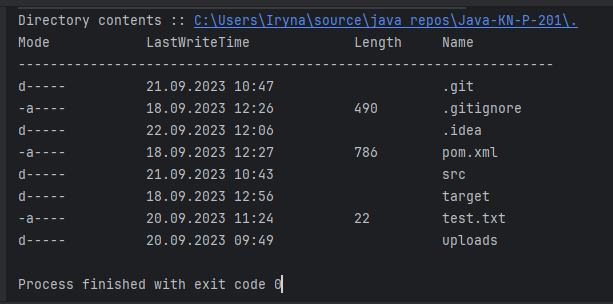 Directory contents :: C:\Users\Iryna\source\java repos\Java-KN-P-201\.
Mode LastWriteTime Length Name
-------------------------------------------------------------------
d----- 21.09.2023 10:47 .git
-a---- 18.09.2023 12:26 490 .gitignore
d----- 22.09.2023 12:06 .idea
-a---- 18.09.2023 12:27 786 pom.xml
d----- 21.09.2023 10:43 src
d----- 18.09.2023 12:56 target
-a---- 20.09.2023 11:24 22 test.txt
d----- 20.09.2023 09:49 uploads
Process finished with exit code 0